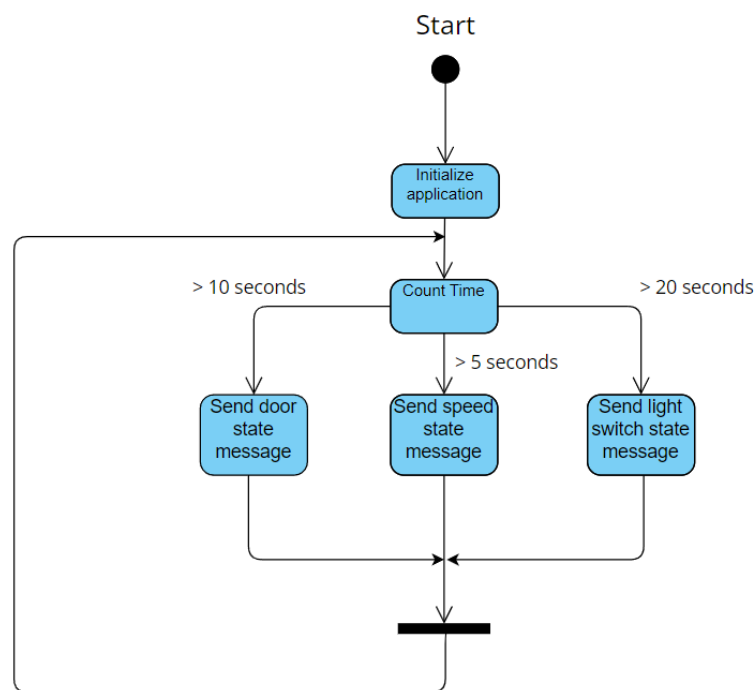 Start
Initialize
application
> 10 seconds
Count Time
> 20 seconds
> 5 seconds
Send door
state
message
Send speed
state
message
Send light
switch state
message